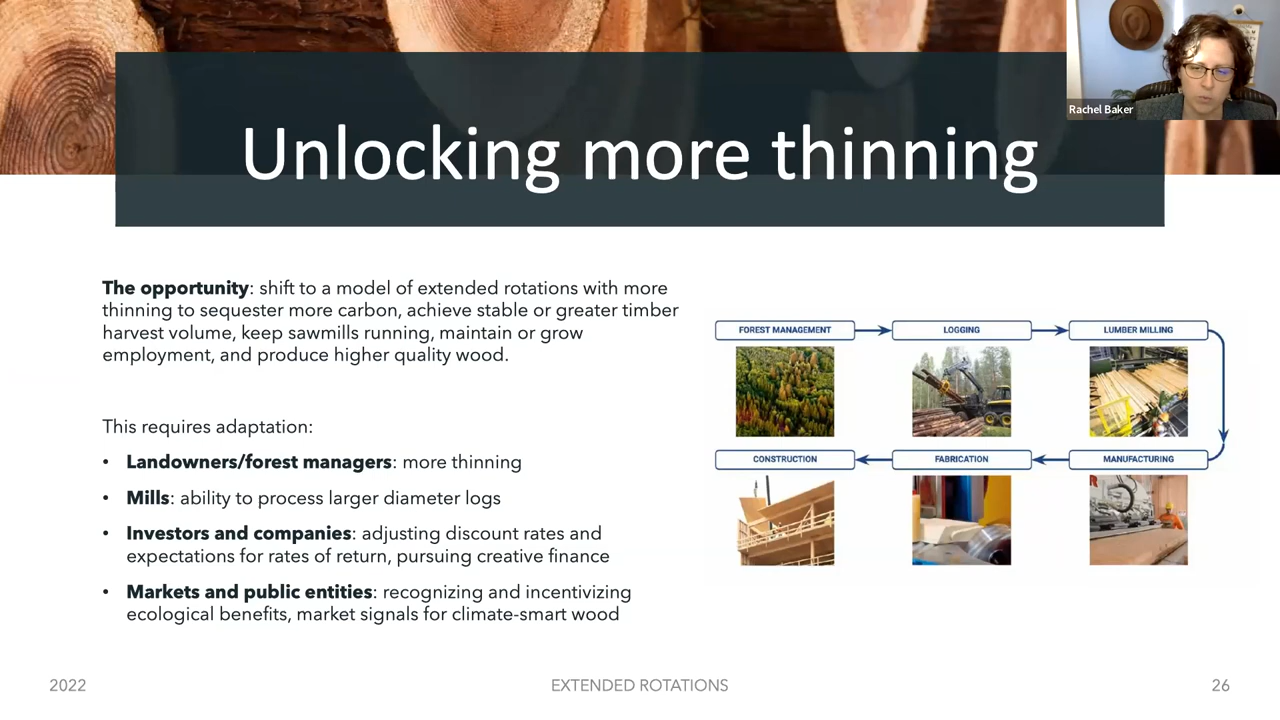 Rachel Baker
Unlocking more thinning
The opportunity: shift to a model of extended rotations with more
thinning to sequester more carbon, achieve stable or greater timber
harvest volume, keep sawmills running, maintain or grow
employment, and produce higher quality wood.
This requires adaptation:
• Landowners/forest managers: more thinning
• Mills: ability to process larger diameter logs
• Investors and companies: adjusting discount rates and
expectations for rates of return, pursuing creative finance
• Markets and public entities: recognizing and incentivizing
ecological benefits, market signals for climate-smart wood
FOREST MANAGEMENT
LOGGING
LUMBER MILLING
CONSTRUCTION
FABRICATION
MANUFACTURING
2022
EXTENDED ROTATIONS
26